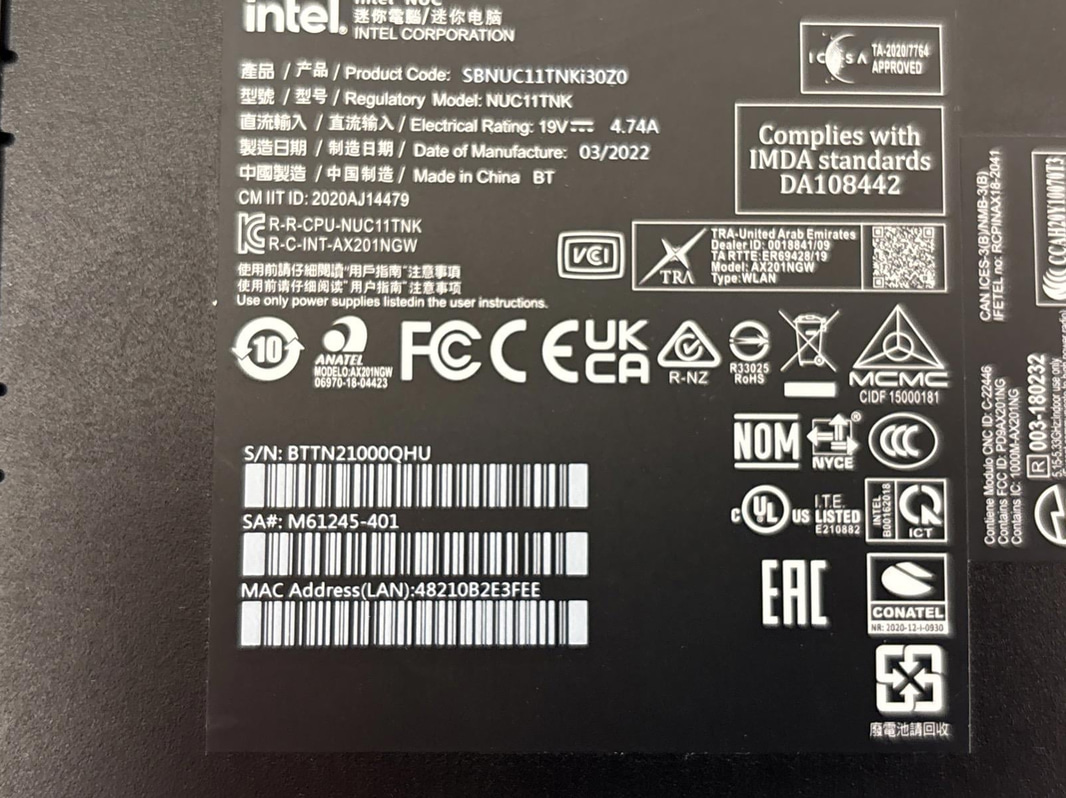 intel.
Intel® NUC
迷你電腦/迷你电脑
INTEL CORPORATION
產品 / 产品 / Product Code: SBNUC11TNKi30Z0
型號 / 型号 / Regulatory Model: NUC11TNK
直流輸入 / 直流输入 / Electrical Rating: 19V 4.74A
製造日期 / 制造日期 / Date of Manufacture: 03/2022
中國製造 / 中国制造 / Made in China BT
CM IIT ID: 2020AJ14479
R-R-CPU-NUC11TNK
R-C-INT-AX201NGW
使用前請仔細閱讀"用戶指南"注意事項
使用前请仔细阅读"用户指南"注意事项
Use only power supplies listedin the user instructions.
ICASA
TA-2020/7764
APPROVED
Complies with
IMDA standards
DA108442
VCCI
TRA
TRA-United Arab Emirates
Dealer ID: 0018841/09
TA RTTE:ER69428/19
Model: AX201NGW
Type:WLAN
10
ANATEL
MODELO:AX201NGW
06970-18-04423
FC CE
UK
CA
R-NZ
R33025
RoHS
MCMC
CIDF 15000181
NOM
NYCE
CCC
S/N: BTTN21000QHU
SA#: M61245-401
MAC Address(LAN):48210B2E3FEE
c UL US
I.T.E.
LISTED
E210882
INTEL
B00162018
ICT
EAC
CONATEL
NR: 2020-12-I-0930
廢電池請回收
CAN ICES-3(B)/NMB-3(B)
IFETEL no: RCPINAX18-2041
CCAH20Y10070T3
Contiene Modulo CNC ID: C-22446
Contains FCC ID: PD9AX201NG
Contains IC: 1000M-AX201NG
R 003-180232